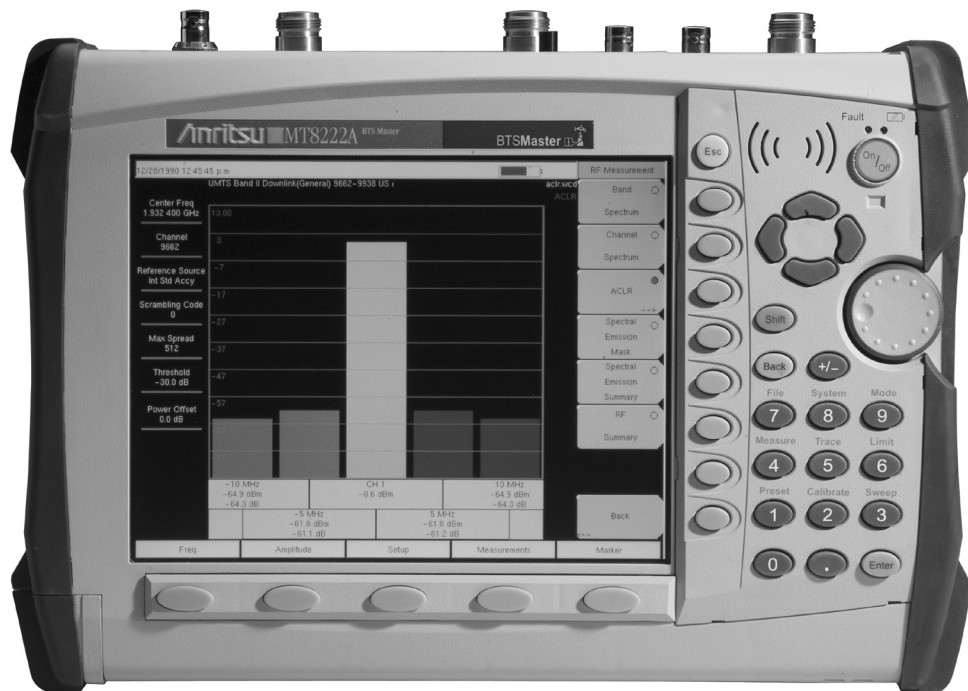 Anritsu MT8222A BTS Master
BTSMaster
Fault
On/Off
Esc
12/28/1990 12:45:45 p m
RF Measurement
UMTS Band II Downlink(General) 9662-9938 US
aclr.wcd
ACLR
Center Freq
1.932 400 GHz
Channel
9662
Reference Source
Int Std Accy
Scrambling Code
0
Max Spread
512
Threshold
-30.0 dB
Power Offset
0.0 dB
13.00
3
-7
-17
-27
-37
-47
-57
-10 MHz
-64.9 dBm
-64.3 dB
CH 1
-0.6 dBm
10 MHz
-64.9 dBm
-64.3 dB
-5 MHz
-61.8 dBm
-61.1 dB
5 MHz
-61.8 dBm
-61.2 dB
Band
Spectrum
Channel
Spectrum
ACLR
-->
Spectral
Emission
Mask
Spectral
Emission
Summary
RF
Summary
Back
<--
Freq
Amplitude
Setup
Measurements
Marker
Shift
Back
+/-
File
System
Mode
7
8
9
Measure
Trace
Limit
4
5
6
Preset
Calibrate
Sweep
1
2
3
0
.
Enter